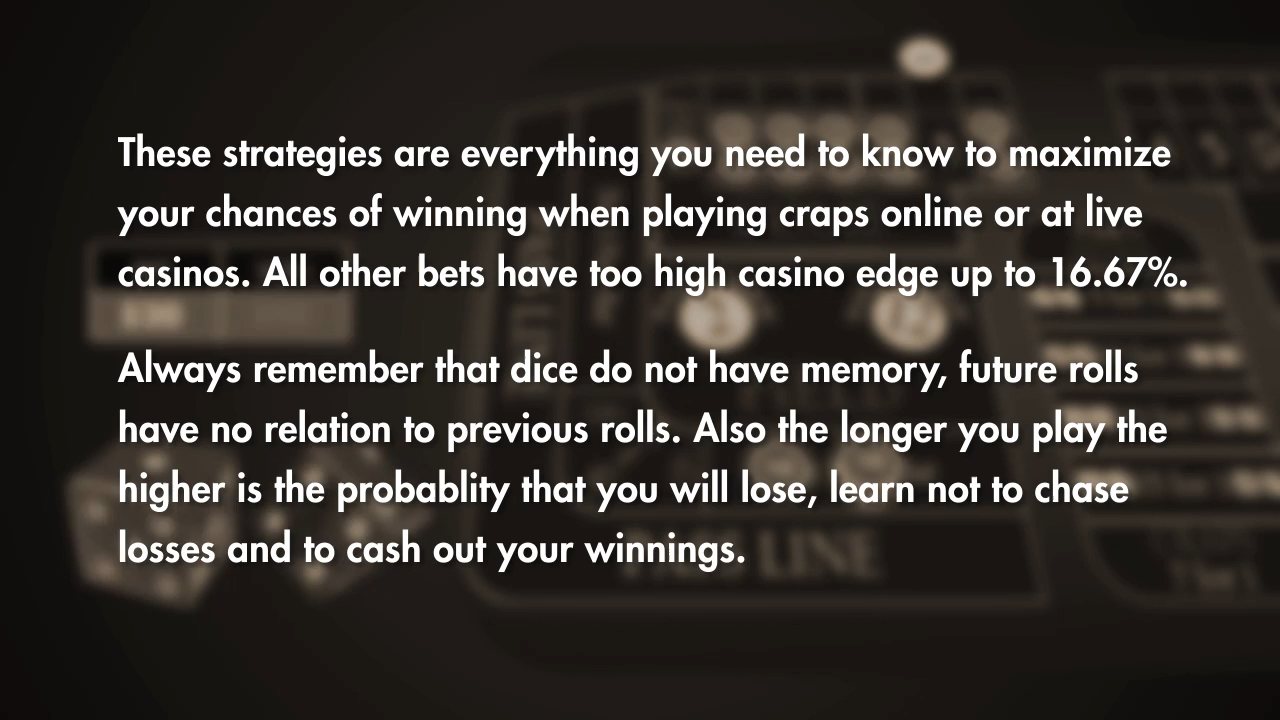 These strategies are everything you need to know to maximize
your chances of winning when playing craps online or at live
casinos. All other bets have too high casino edge up to 16.67%.
Always remember that dice do not have memory, future rolls
have no relation to previous rolls. Also the longer you play the
higher is the probablity that you will lose, learn not to chase
losses and to cash out your winnings.
PASS LINE